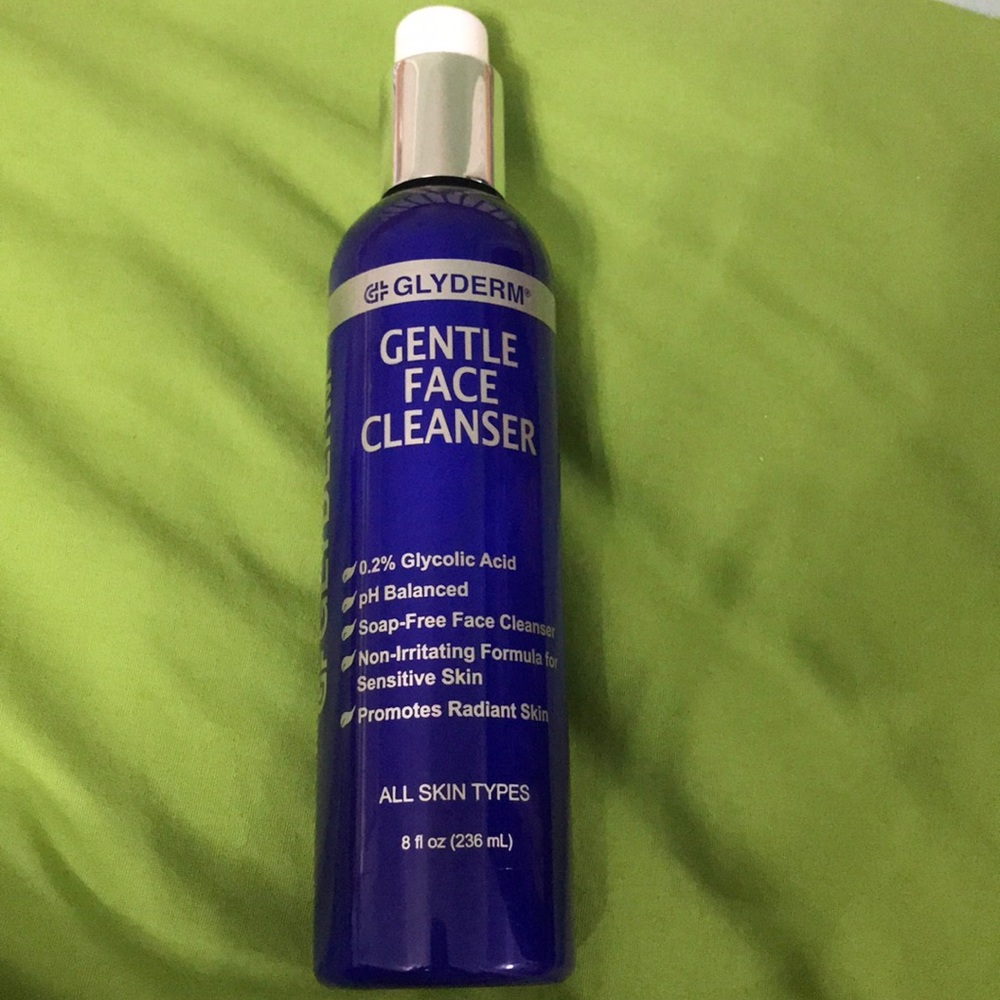 GLYDERM®
GENTLE
FACE
CLEANSER
0.2% Glycolic Acid
pH Balanced
Soap-Free Face Cleanser
Non-Irritating Formula for
Sensitive Skin
Promotes Radiant Skin
ALL SKIN TYPES
8 fl oz (236 mL)